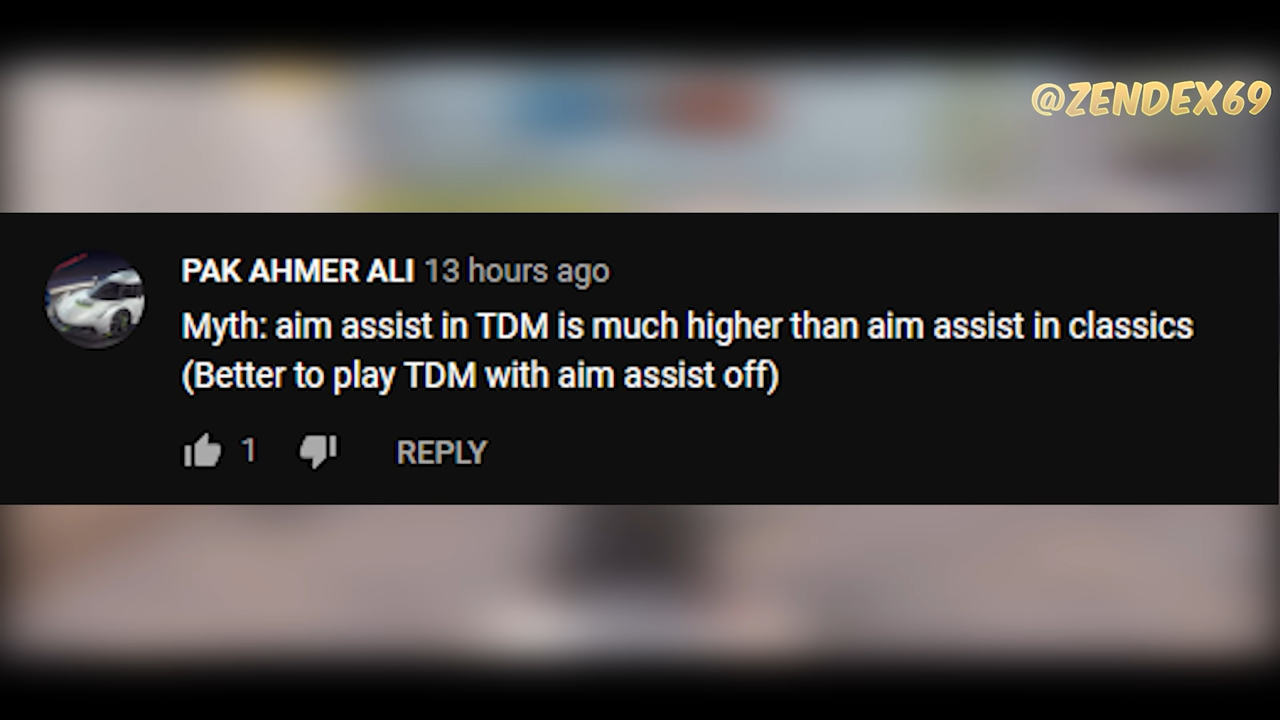 @ZENDEX69
PAK AHMER ALI 13 hours ago
Myth: aim assist in TDM is much higher than aim assist in classics
(Better to play TDM with aim assist off)
1 REPLY